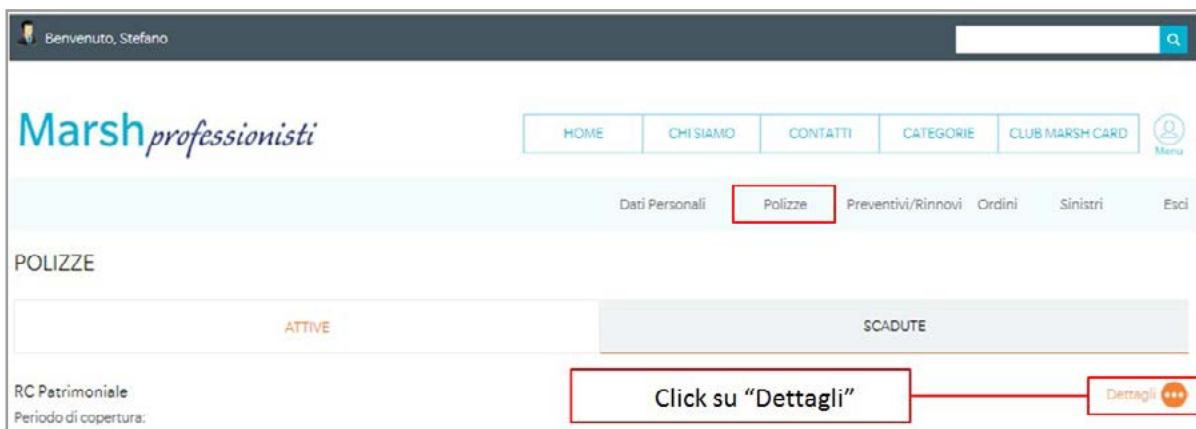 Benvenuto, Stefano
Marsh professionisti
HOME CHI SIAMO CONTATTI CATEGORIE CLUB MARSH CARD
Menu
Dati Personali Polizze Preventivi/Rinnovi Ordini Sinistri Esci
POLIZZE
ATTIVE SCADUTE
RC Patrimoniale Click su “Dettagli” Dettagli
Periodo di copertura: